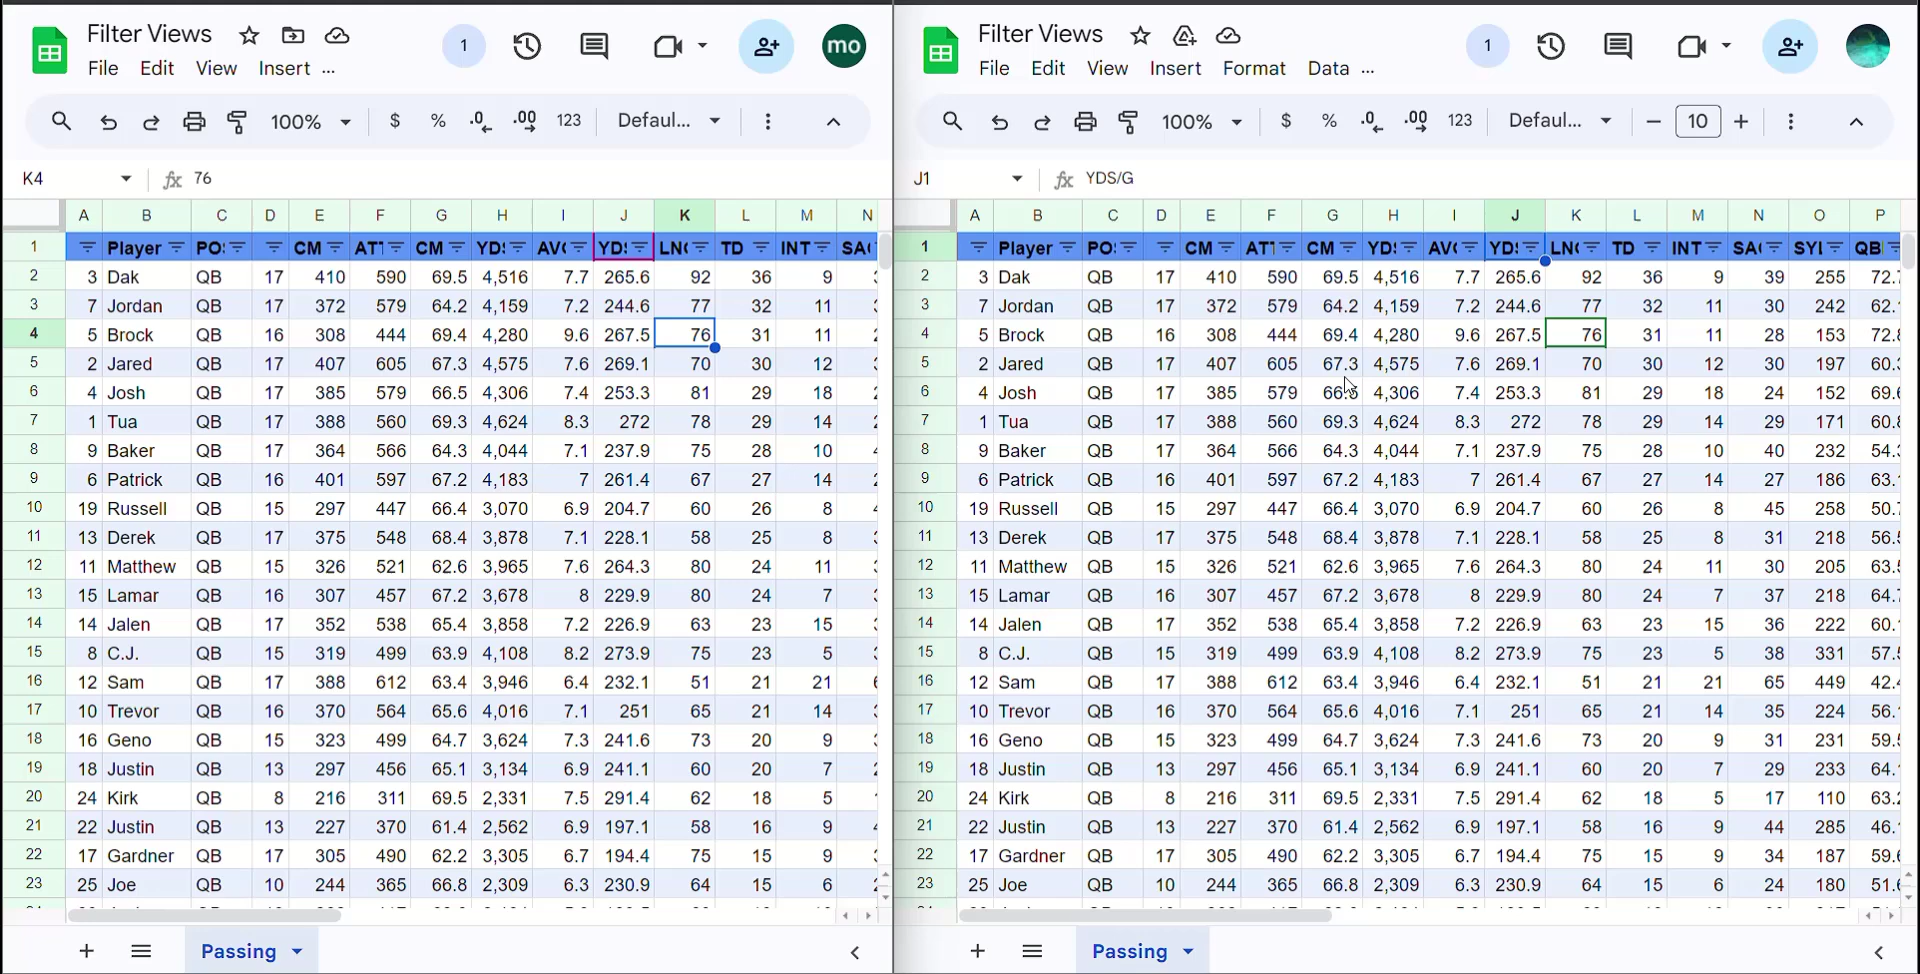 Filter Views
1
mo
File Edit View Insert ...
100% $ % .0 .00 123 Defaul...
K4 fx 76
A B C D E F G H I J K L M N
1 Player CM INT
2 3 Dak QB 17 410 590 69.5 4,516 7.7 265.6 92 36 9
3 7 Jordan QB 17 372 579 64.2 4,159 7.2 244.6 77 32 11
4 5 Brock QB 16 308 444 69.4 4,280 9.6 267.5 76 31 11
5 2 Jared QB 17 407 605 67.3 4,575 7.6 269.1 70 30 12
6 4 Josh QB 17 385 579 66.5 4,306 7.4 253.3 81 29 18
7 1 Tua QB 17 388 560 69.3 4,624 8.3 272 78 29 14
8 9 Baker QB 17 364 566 64.3 4,044 7.1 237.9 75 28 10
9 6 Patrick QB 16 401 597 67.2 4,183 7 261.4 67 27 14
10 19 Russell QB 15 297 447 66.4 3,070 6.9 204.7 60 26 8
11 13 Derek QB 17 375 548 68.4 3,878 7.1 228.1 58 25 8
12 11 Matthew QB 15 326 521 62.6 3,965 7.6 264.3 80 24 11
13 15 Lamar QB 16 307 457 67.2 3,678 8 229.9 80 24 7
14 14 Jalen QB 17 352 538 65.4 3,858 7.2 226.9 63 23 15
15 8 C.J. QB 15 319 499 63.9 4,108 8.2 273.9 75 23 5
16 12 Sam QB 17 388 612 63.4 3,946 6.4 232.1 51 21 21
17 10 Trevor QB 16 370 564 65.6 4,016 7.1 251 65 21 14
18 16 Geno QB 15 323 499 64.7 3,624 7.3 241.6 73 20 9
19 18 Justin QB 13 297 456 65.1 3,134 6.9 241.1 60 20 7
20 24 Kirk QB 8 216 311 69.5 2,331 7.5 291.4 62 18 5
21 22 Justin QB 13 227 370 61.4 2,562 6.9 197.1 58 16 9
22 17 Gardner QB 17 305 490 62.2 3,305 6.7 194.4 75 15 9
23 25 Joe QB 10 244 365 66.8 2,309 6.3 230.9 64 15 6
Passing
Filter Views
1
File Edit View Insert Format Data ...
100% $ % .0 .00 123 Defaul... 10
J1 fx YDS/G
A B C D E F G H I J K L M N O P
1 Player CM TD INT QB
2 3 Dak QB 17 410 590 69.5 4,516 7.7 265.6 92 36 9 39 255 72.
3 7 Jordan QB 17 372 579 64.2 4,159 7.2 244.6 77 32 11 30 242 62.
4 5 Brock QB 16 308 444 69.4 4,280 9.6 267.5 76 31 11 28 153 72.
5 2 Jared QB 17 407 605 67.3 4,575 7.6 269.1 70 30 12 30 197 60.
6 4 Josh QB 17 385 579 66.5 4,306 7.4 253.3 81 29 18 24 152 69.
7 1 Tua QB 17 388 560 69.3 4,624 8.3 272 78 29 14 29 171 60.
8 9 Baker QB 17 364 566 64.3 4,044 7.1 237.9 75 28 10 40 232 54.
9 6 Patrick QB 16 401 597 67.2 4,183 7 261.4 67 27 14 27 186 63.
10 19 Russell QB 15 297 447 66.4 3,070 6.9 204.7 60 26 8 45 258 50.
11 13 Derek QB 17 375 548 68.4 3,878 7.1 228.1 58 25 8 31 218 56.
12 11 Matthew QB 15 326 521 62.6 3,965 7.6 264.3 80 24 11 30 205 63.
13 15 Lamar QB 16 307 457 67.2 3,678 8 229.9 80 24 7 37 218 64.
14 14 Jalen QB 17 352 538 65.4 3,858 7.2 226.9 63 23 15 36 222 60.
15 8 C.J. QB 15 319 499 63.9 4,108 8.2 273.9 75 23 5 38 331 57.
16 12 Sam QB 17 388 612 63.4 3,946 6.4 232.1 51 21 21 65 449 42.
17 10 Trevor QB 16 370 564 65.6 4,016 7.1 251 65 21 14 35 224 56.
18 16 Geno QB 15 323 499 64.7 3,624 7.3 241.6 73 20 9 31 231 59.
19 18 Justin QB 13 297 456 65.1 3,134 6.9 241.1 60 20 7 29 233 64.
20 24 Kirk QB 8 216 311 69.5 2,331 7.5 291.4 62 18 5 17 110 63.
21 22 Justin QB 13 227 370 61.4 2,562 6.9 197.1 58 16 9 44 285 46.
22 17 Gardner QB 17 305 490 62.2 3,305 6.7 194.4 75 15 9 34 187 59.
23 25 Joe QB 10 244 365 66.8 2,309 6.3 230.9 64 15 6 24 180 51.
Passing